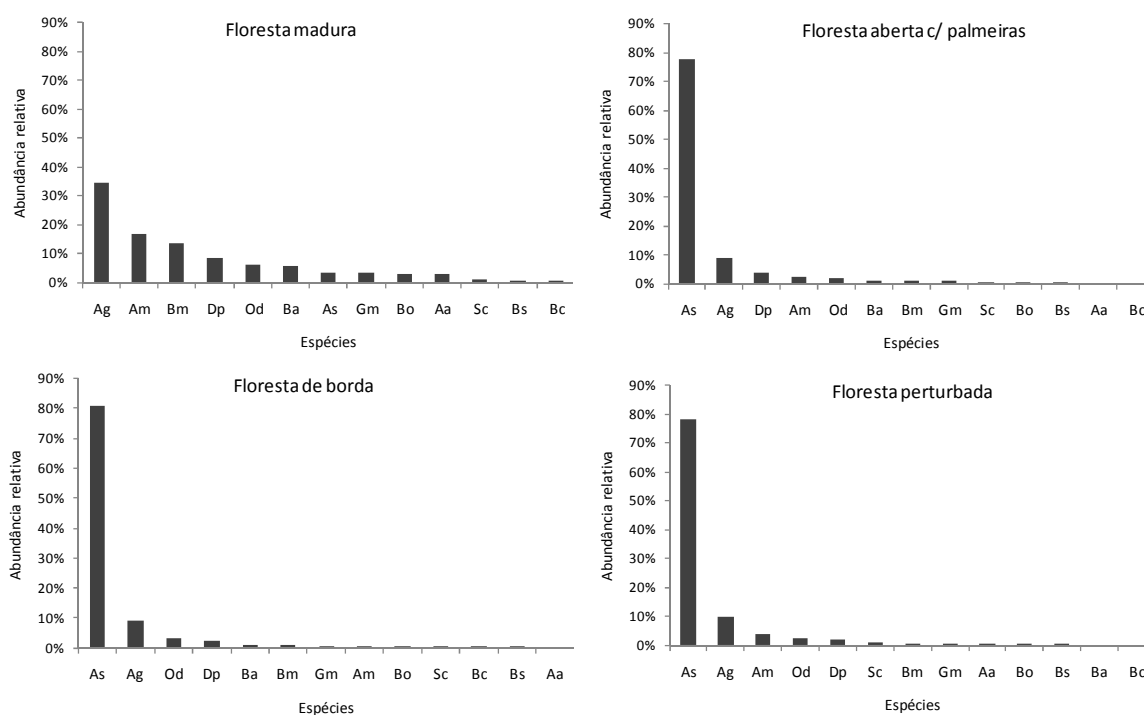 Floresta madura
Abundância relativa
90%
80%
70%
60%
50%
40%
30%
20%
10%
0%
Ag Am Bm Dp Od Ba As Gm Bo Aa Sc Bs Bc
Espécies
Floresta aberta c/ palmeiras
Abundância relativa
90%
80%
70%
60%
50%
40%
30%
20%
10%
0%
As Ag Dp Am Od Ba Bm Gm Sc Bo Bs Aa Bc
Espécies
Floresta de borda
Abundância relativa
90%
80%
70%
60%
50%
40%
30%
20%
10%
0%
As Ag Od Dp Ba Bm Gm Am Bo Sc Bc Bs Aa
Espécies
Floresta perturbada
Abundância relativa
90%
80%
70%
60%
50%
40%
30%
20%
10%
0%
As Ag Am Od Dp Sc Bm Gm Aa Bo Bs Ba Bc
Espécies